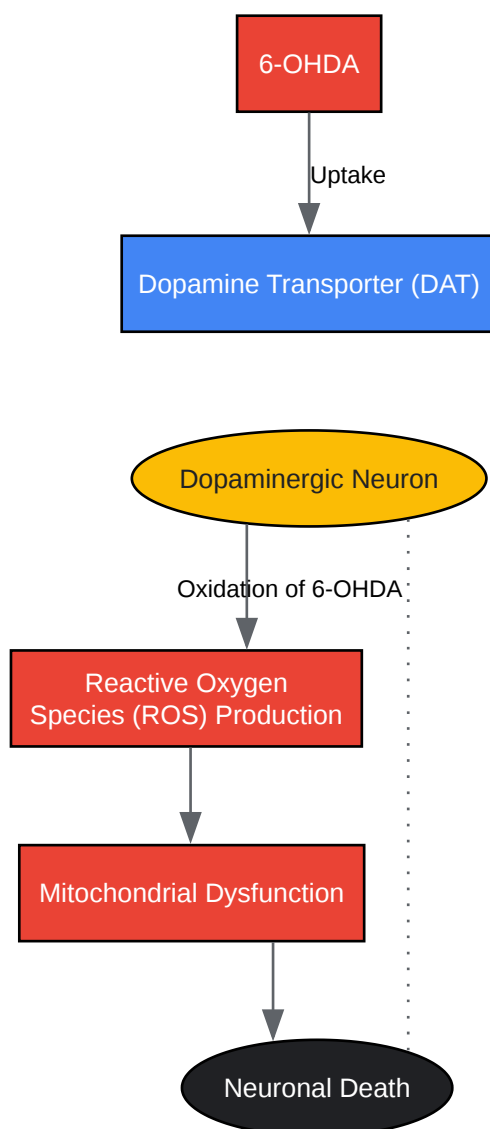 6-OHDA
Uptake
Dopamine Transporter (DAT)
Dopaminergic Neuron
Oxidation of 6-OHDA
Reactive Oxygen
Species (ROS) Production
Mitochondrial Dysfunction
Neuronal Death